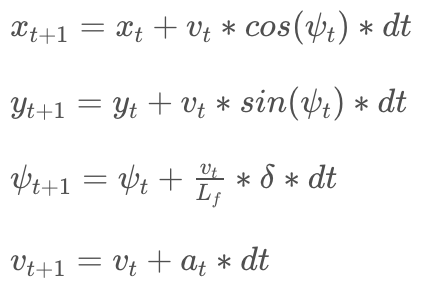 x_{t+1} = x_t + v_t * cos(ψ_t) * dt
y_{t+1} = y_t + v_t * sin(ψ_t) * dt
ψ_{t+1} = ψ_t + \frac{v_t}{L_f} * δ * dt
v_{t+1} = v_t + a_t * dt